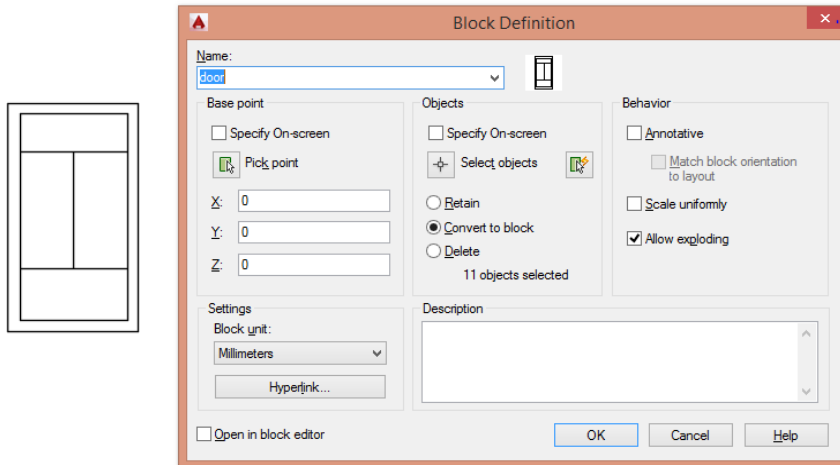 Block Definition
Name:
door
Base point
Specify On-screen
Pick point
X: 0
Y: 0
Z: 0
Objects
Specify On-screen
Select objects
Retain
Convert to block
Delete
11 objects selected
Behavior
Annotative
Match block orientation
to layout
Scale uniformly
Allow exploding
Settings
Block unit:
Millimeters
Hyperlink...
Description
Open in block editor
OK
Cancel
Help